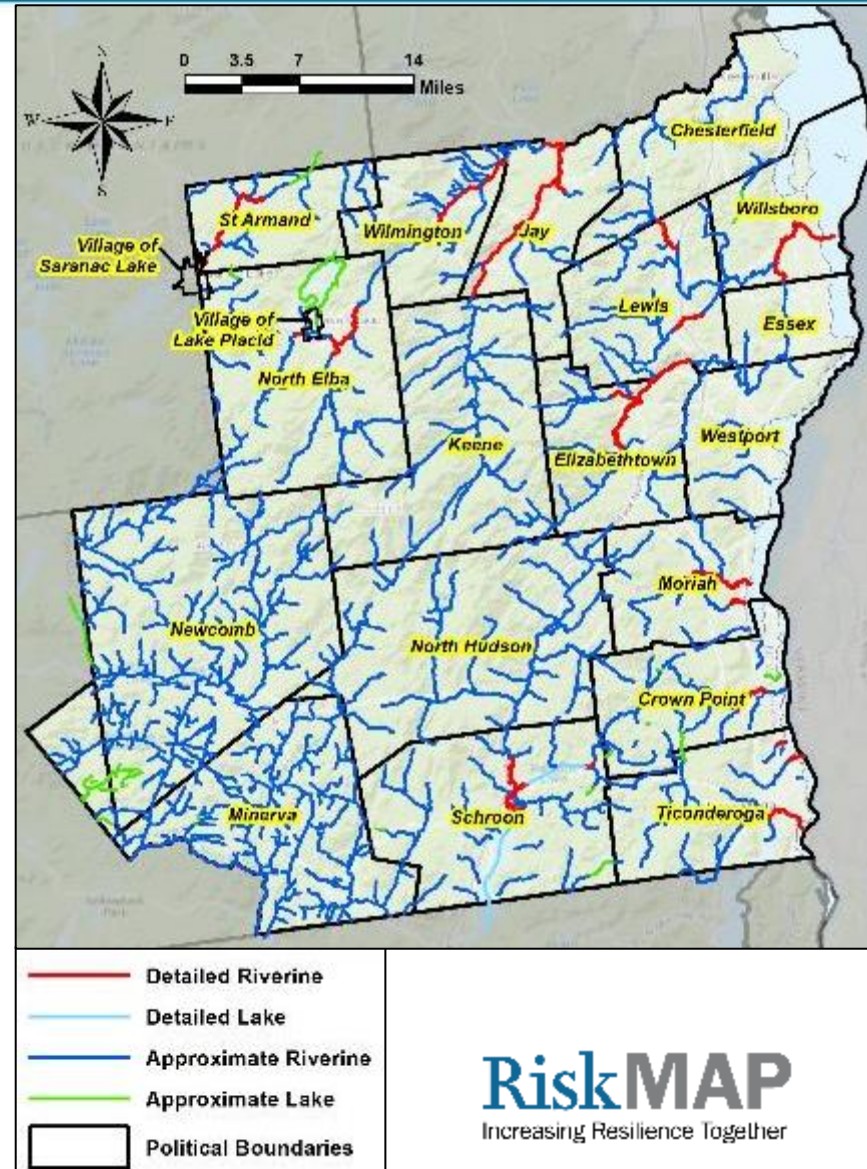 N
W
E
S
0 3.5 7 14
Miles
Chesterfield
St Armand
Wilmington
Jay
Willsboro
Village of
Saranac Lake
Lewis
Essex
Village of
Lake Placid
North Elba
Keene
Elizabethtown
Westport
Moriah
Newcomb
North Hudson
Crown Point
Minerva
Schroon
Ticonderoga
Detailed Riverine
Detailed Lake
Approximate Riverine
Approximate Lake
Political Boundaries
RiskMAP
Increasing Resilience Together